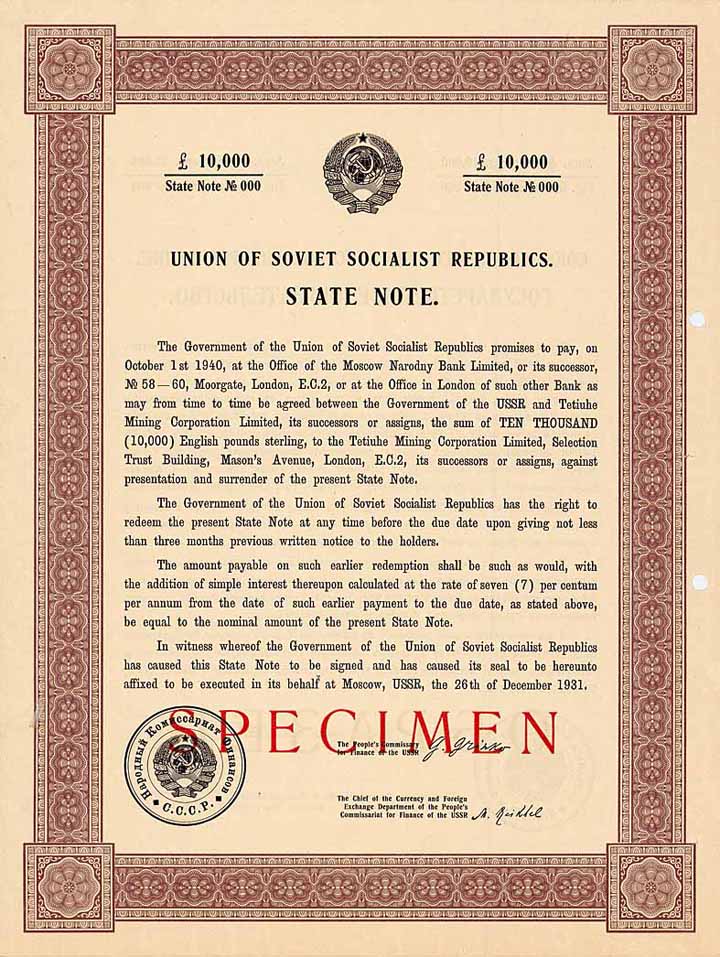 £ 10,000
State Note № 000
£ 10,000
State Note № 000
UNION OF SOVIET SOCIALIST REPUBLICS.
STATE NOTE.
The Government of the Union of Soviet Socialist Republics promises to pay, on
October 1st 1940, at the Office of the Moscow Narodny Bank Limited, or its successor,
№ 58—60, Moorgate, London, E.C.2, or at the Office in London of such other Bank as
may from time to time be agreed between the Government of the USSR and Tetiuhe
Mining Corporation Limited, its successors or assigns, the sum of TEN THOUSAND
(10,000) English pounds sterling, to the Tetiuhe Mining Corporation Limited, Selection
Trust Building, Mason's Avenue, London, E.C.2, its successors or assigns, against
presentation and surrender of the present State Note.
The Government of the Union of Soviet Socialist Republics has the right to
redeem the present State Note at any time before the due date upon giving not less
than three months previous written notice to the holders.
The amount payable on such earlier redemption shall be such as would, with
the addition of simple interest thereupon calculated at the rate of seven (7) per centum
per annum from the date of such earlier payment to the due date, as stated above,
be equal to the nominal amount of the present State Note.
In witness whereof the Government of the Union of Soviet Socialist Republics
has caused this State Note to be signed and has caused its seal to be hereunto
affixed to be executed in its behalf at Moscow, USSR, the 26th of December 1931.
SPECIMEN
Народный Комиссариат Финансов
С.С.С.Р.
The People's Commissary
for Finance of the USSR
The Chief of the Currency and Foreign
Exchange Department of the People's
Commissariat for Finance of the USSR